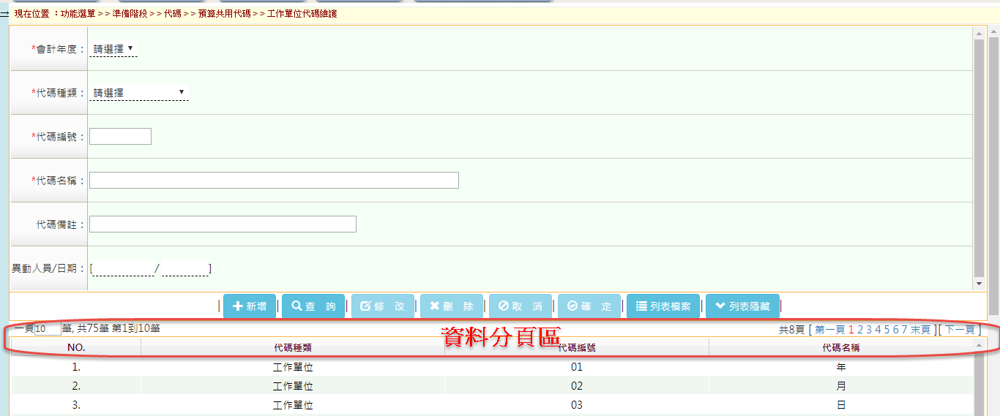 → 現在位置 ：功能選單>>準備階段>>代碼>>預算共用代碼>>工作單位代碼維護
*會計年度： 請選擇 ▼
*代碼種類： 請選擇 ▼
*代碼編號：
*代碼名稱：
代碼備註：
異動人員/日期： [ / ]
| 新增 | 查 詢 | 修 改 | 刪 除 | 取 消 | 確 定 | 列表檔案 | 列表隱藏 |
一頁10 筆, 共75筆 第1到10筆 共8頁 [ 第一頁 1 2 3 4 5 6 7 末頁 ][ 下一頁 ]
資料分頁區
NO. 代碼種類 代碼編號 代碼名稱
1. 工作單位 01 年
2. 工作單位 02 月
3. 工作單位 03 日